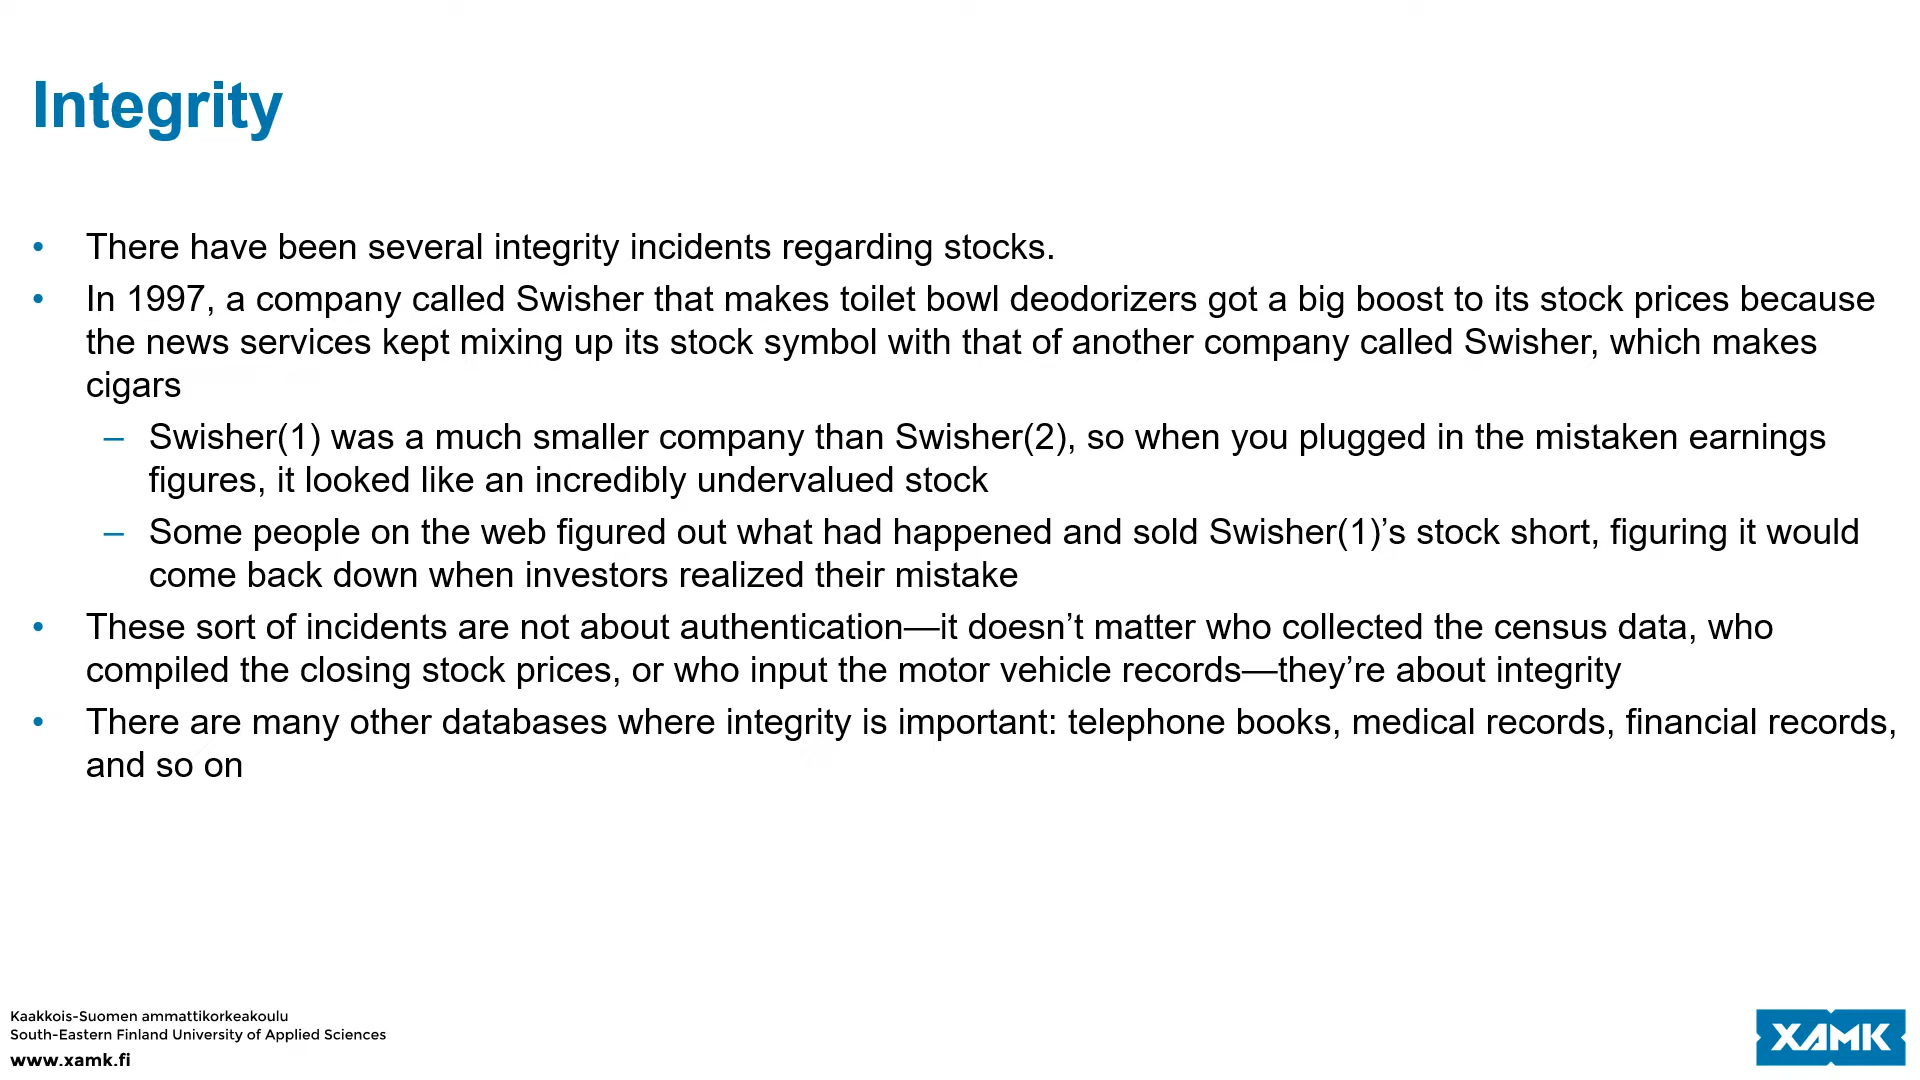 Integrity
• There have been several integrity incidents regarding stocks.
• In 1997, a company called Swisher that makes toilet bowl deodorizers got a big boost to its stock prices because
the news services kept mixing up its stock symbol with that of another company called Swisher, which makes
cigars
– Swisher(1) was a much smaller company than Swisher(2), so when you plugged in the mistaken earnings
figures, it looked like an incredibly undervalued stock
– Some people on the web figured out what had happened and sold Swisher(1)’s stock short, figuring it would
come back down when investors realized their mistake
• These sort of incidents are not about authentication—it doesn’t matter who collected the census data, who
compiled the closing stock prices, or who input the motor vehicle records—they’re about integrity
• There are many other databases where integrity is important: telephone books, medical records, financial records,
and so on
Kaakkois-Suomen ammattikorkeakoulu
South-Eastern Finland University of Applied Sciences
www.xamk.fi
XAMK